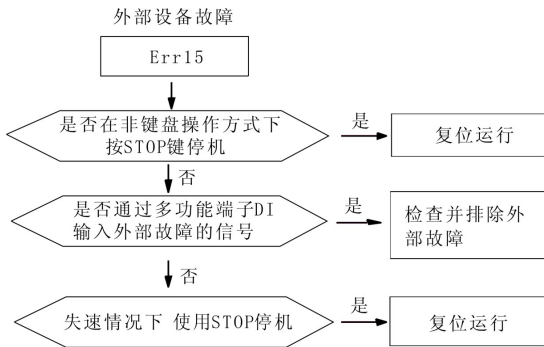 外部设备故障
Err15
是否在非键盘操作方式下
按STOP键停机
是
复位运行
否
是否通过多功能端子DI
输入外部故障的信号
是
检查并排除外
部故障
否
失速情况下 使用STOP停机
是
复位运行